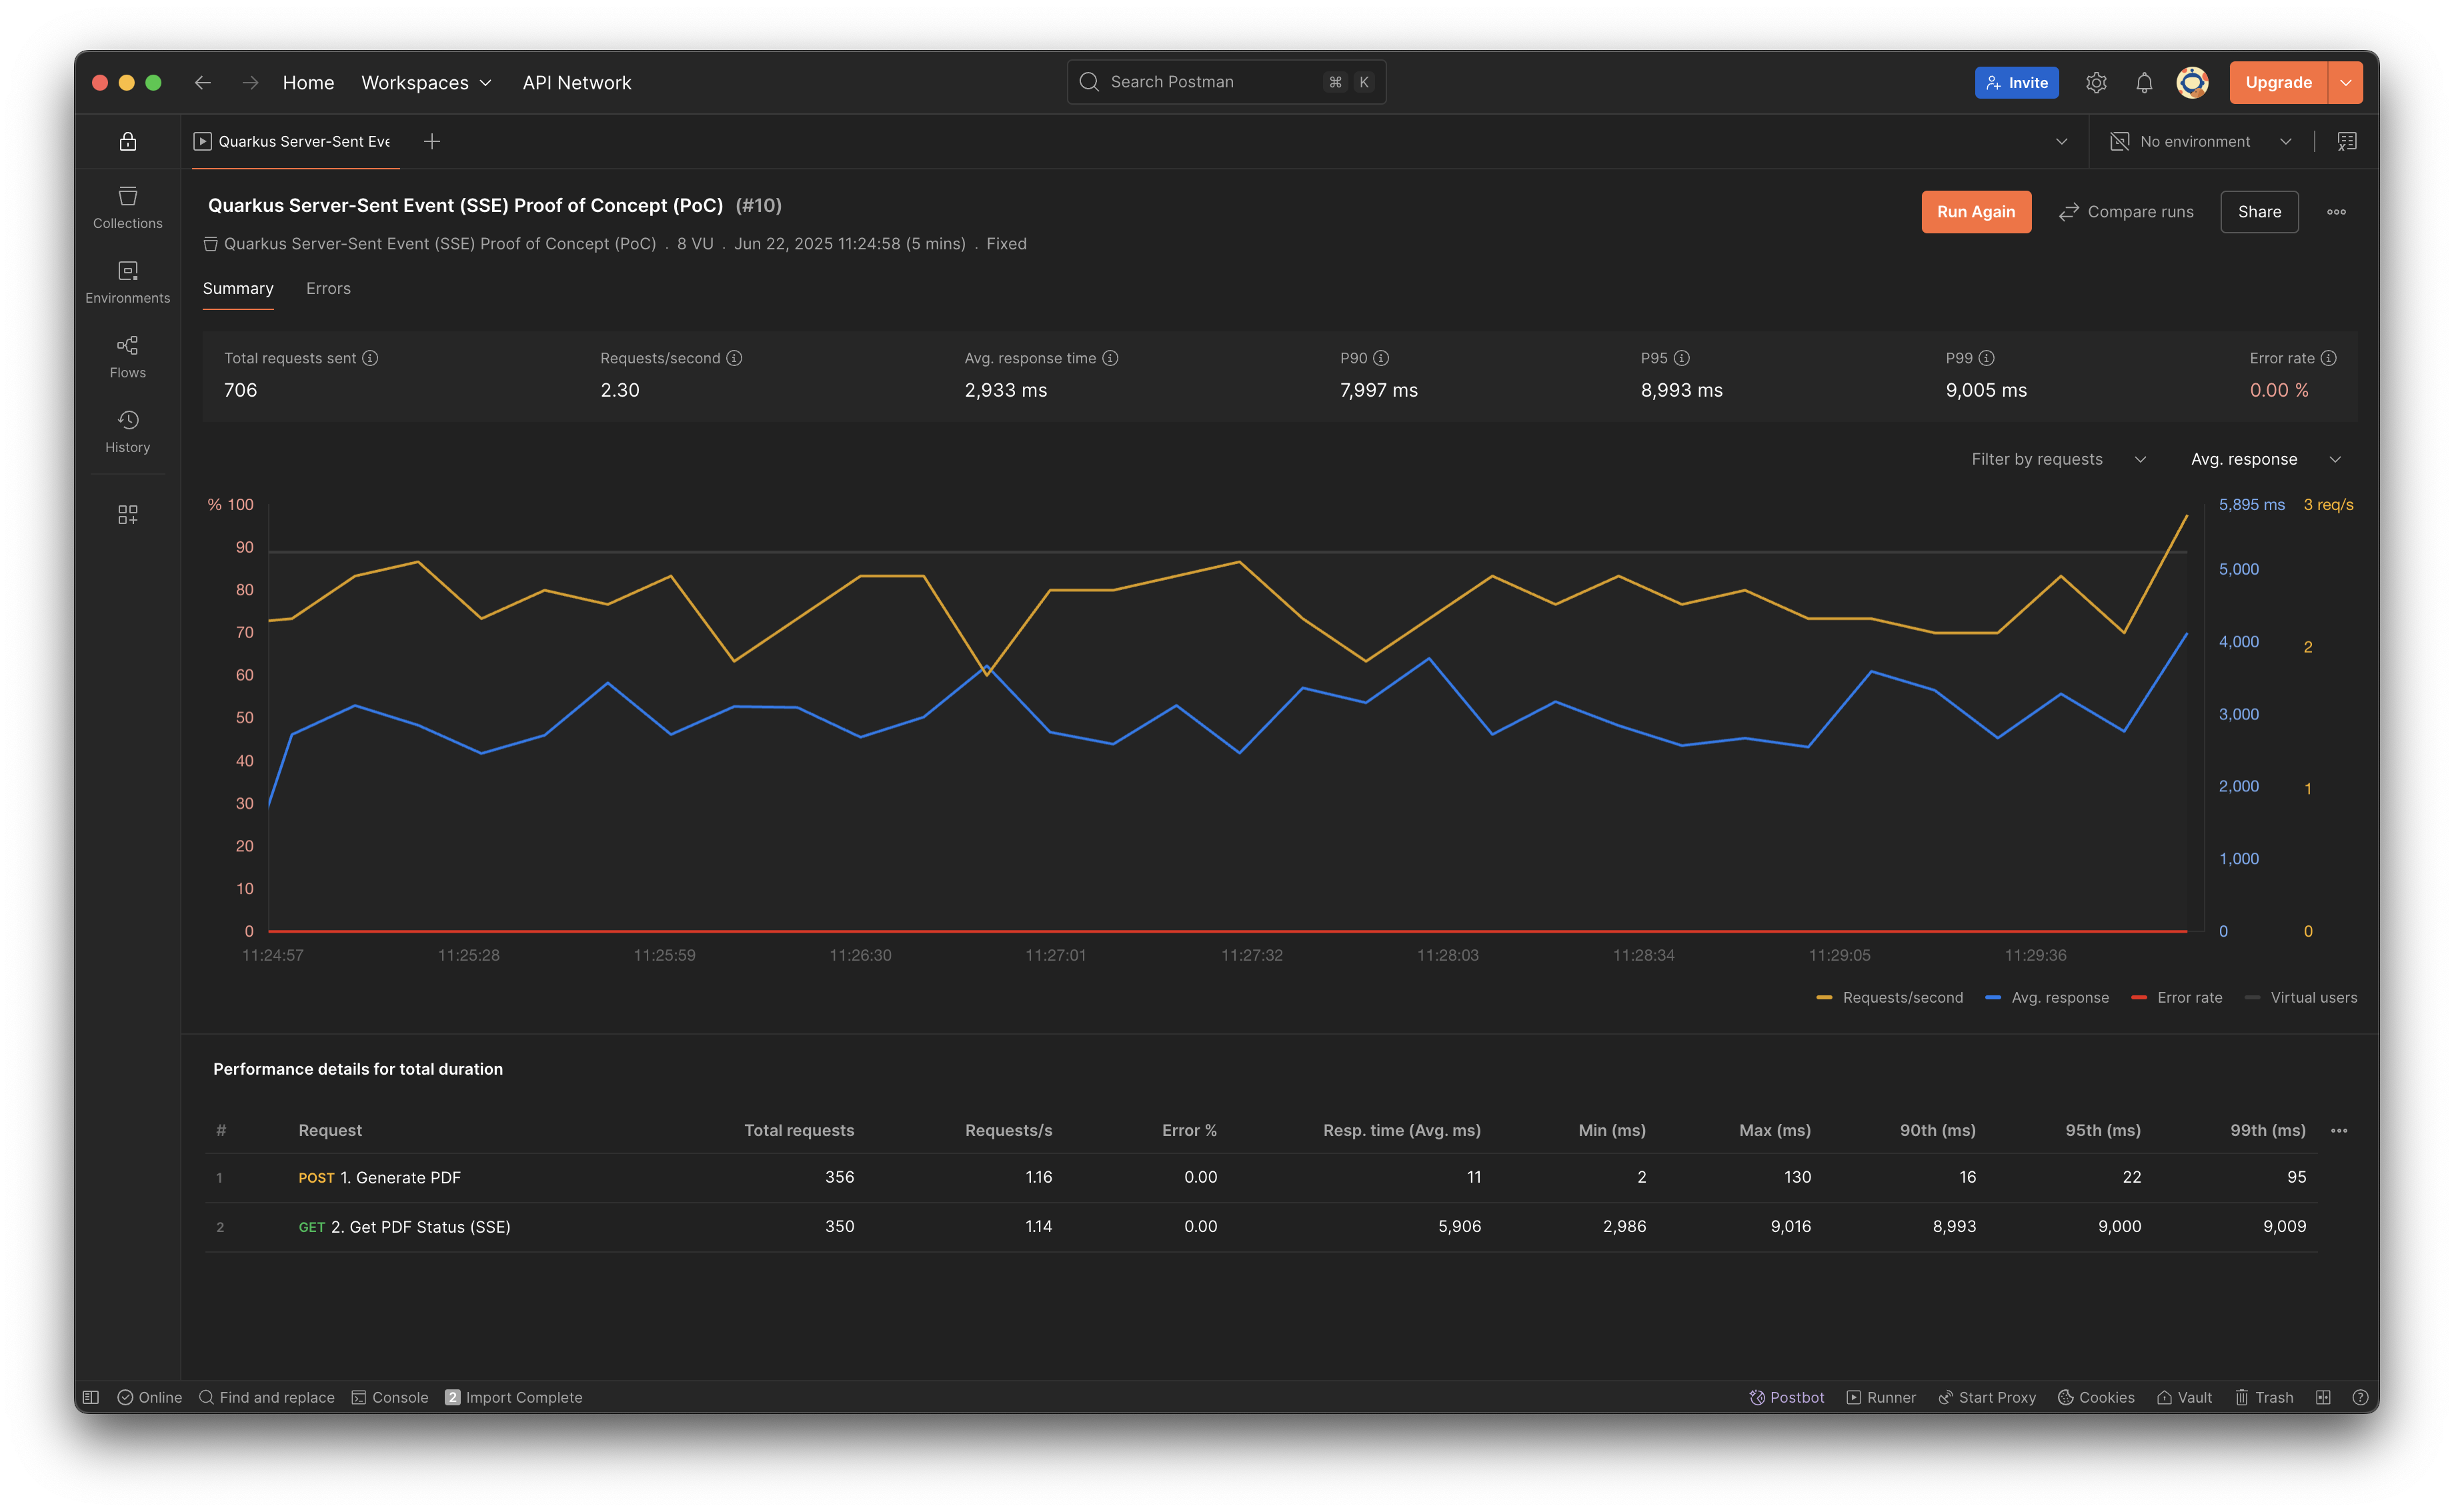 Home Workspaces API Network Search Postman ⌘ K Invite Upgrade
Quarkus Server-Sent Eve No environment
Collections
Environments
Flows
History
Quarkus Server-Sent Event (SSE) Proof of Concept (PoC) (#10)
Run Again Compare runs Share
Quarkus Server-Sent Event (SSE) Proof of Concept (PoC) . 8 VU . Jun 22, 2025 11:24:58 (5 mins) . Fixed
Summary Errors
Total requests sent Requests/second Avg. response time P90 P95 P99 Error rate
706 2.30 2,933 ms 7,997 ms 8,993 ms 9,005 ms 0.00 %
Filter by requests Avg. response
% 100 5,895 ms 3 req/s
90
5,000
80
70
4,000 2
60
50
3,000
40
2,000 1
30
20
1,000
10
0 0 0
11:24:57 11:25:28 11:25:59 11:26:30 11:27:01 11:27:32 11:28:03 11:28:34 11:29:05 11:29:36
Requests/second Avg. response Error rate Virtual users
Performance details for total duration
# Request Total requests Requests/s Error % Resp. time (Avg. ms) Min (ms) Max (ms) 90th (ms) 95th (ms) 99th (ms)
1 POST 1. Generate PDF 356 1.16 0.00 11 2 130 16 22 95
2 GET 2. Get PDF Status (SSE) 350 1.14 0.00 5,906 2,986 9,016 8,993 9,000 9,009
Online Find and replace Console 2 Import Complete Postbot Runner Start Proxy Cookies Vault Trash